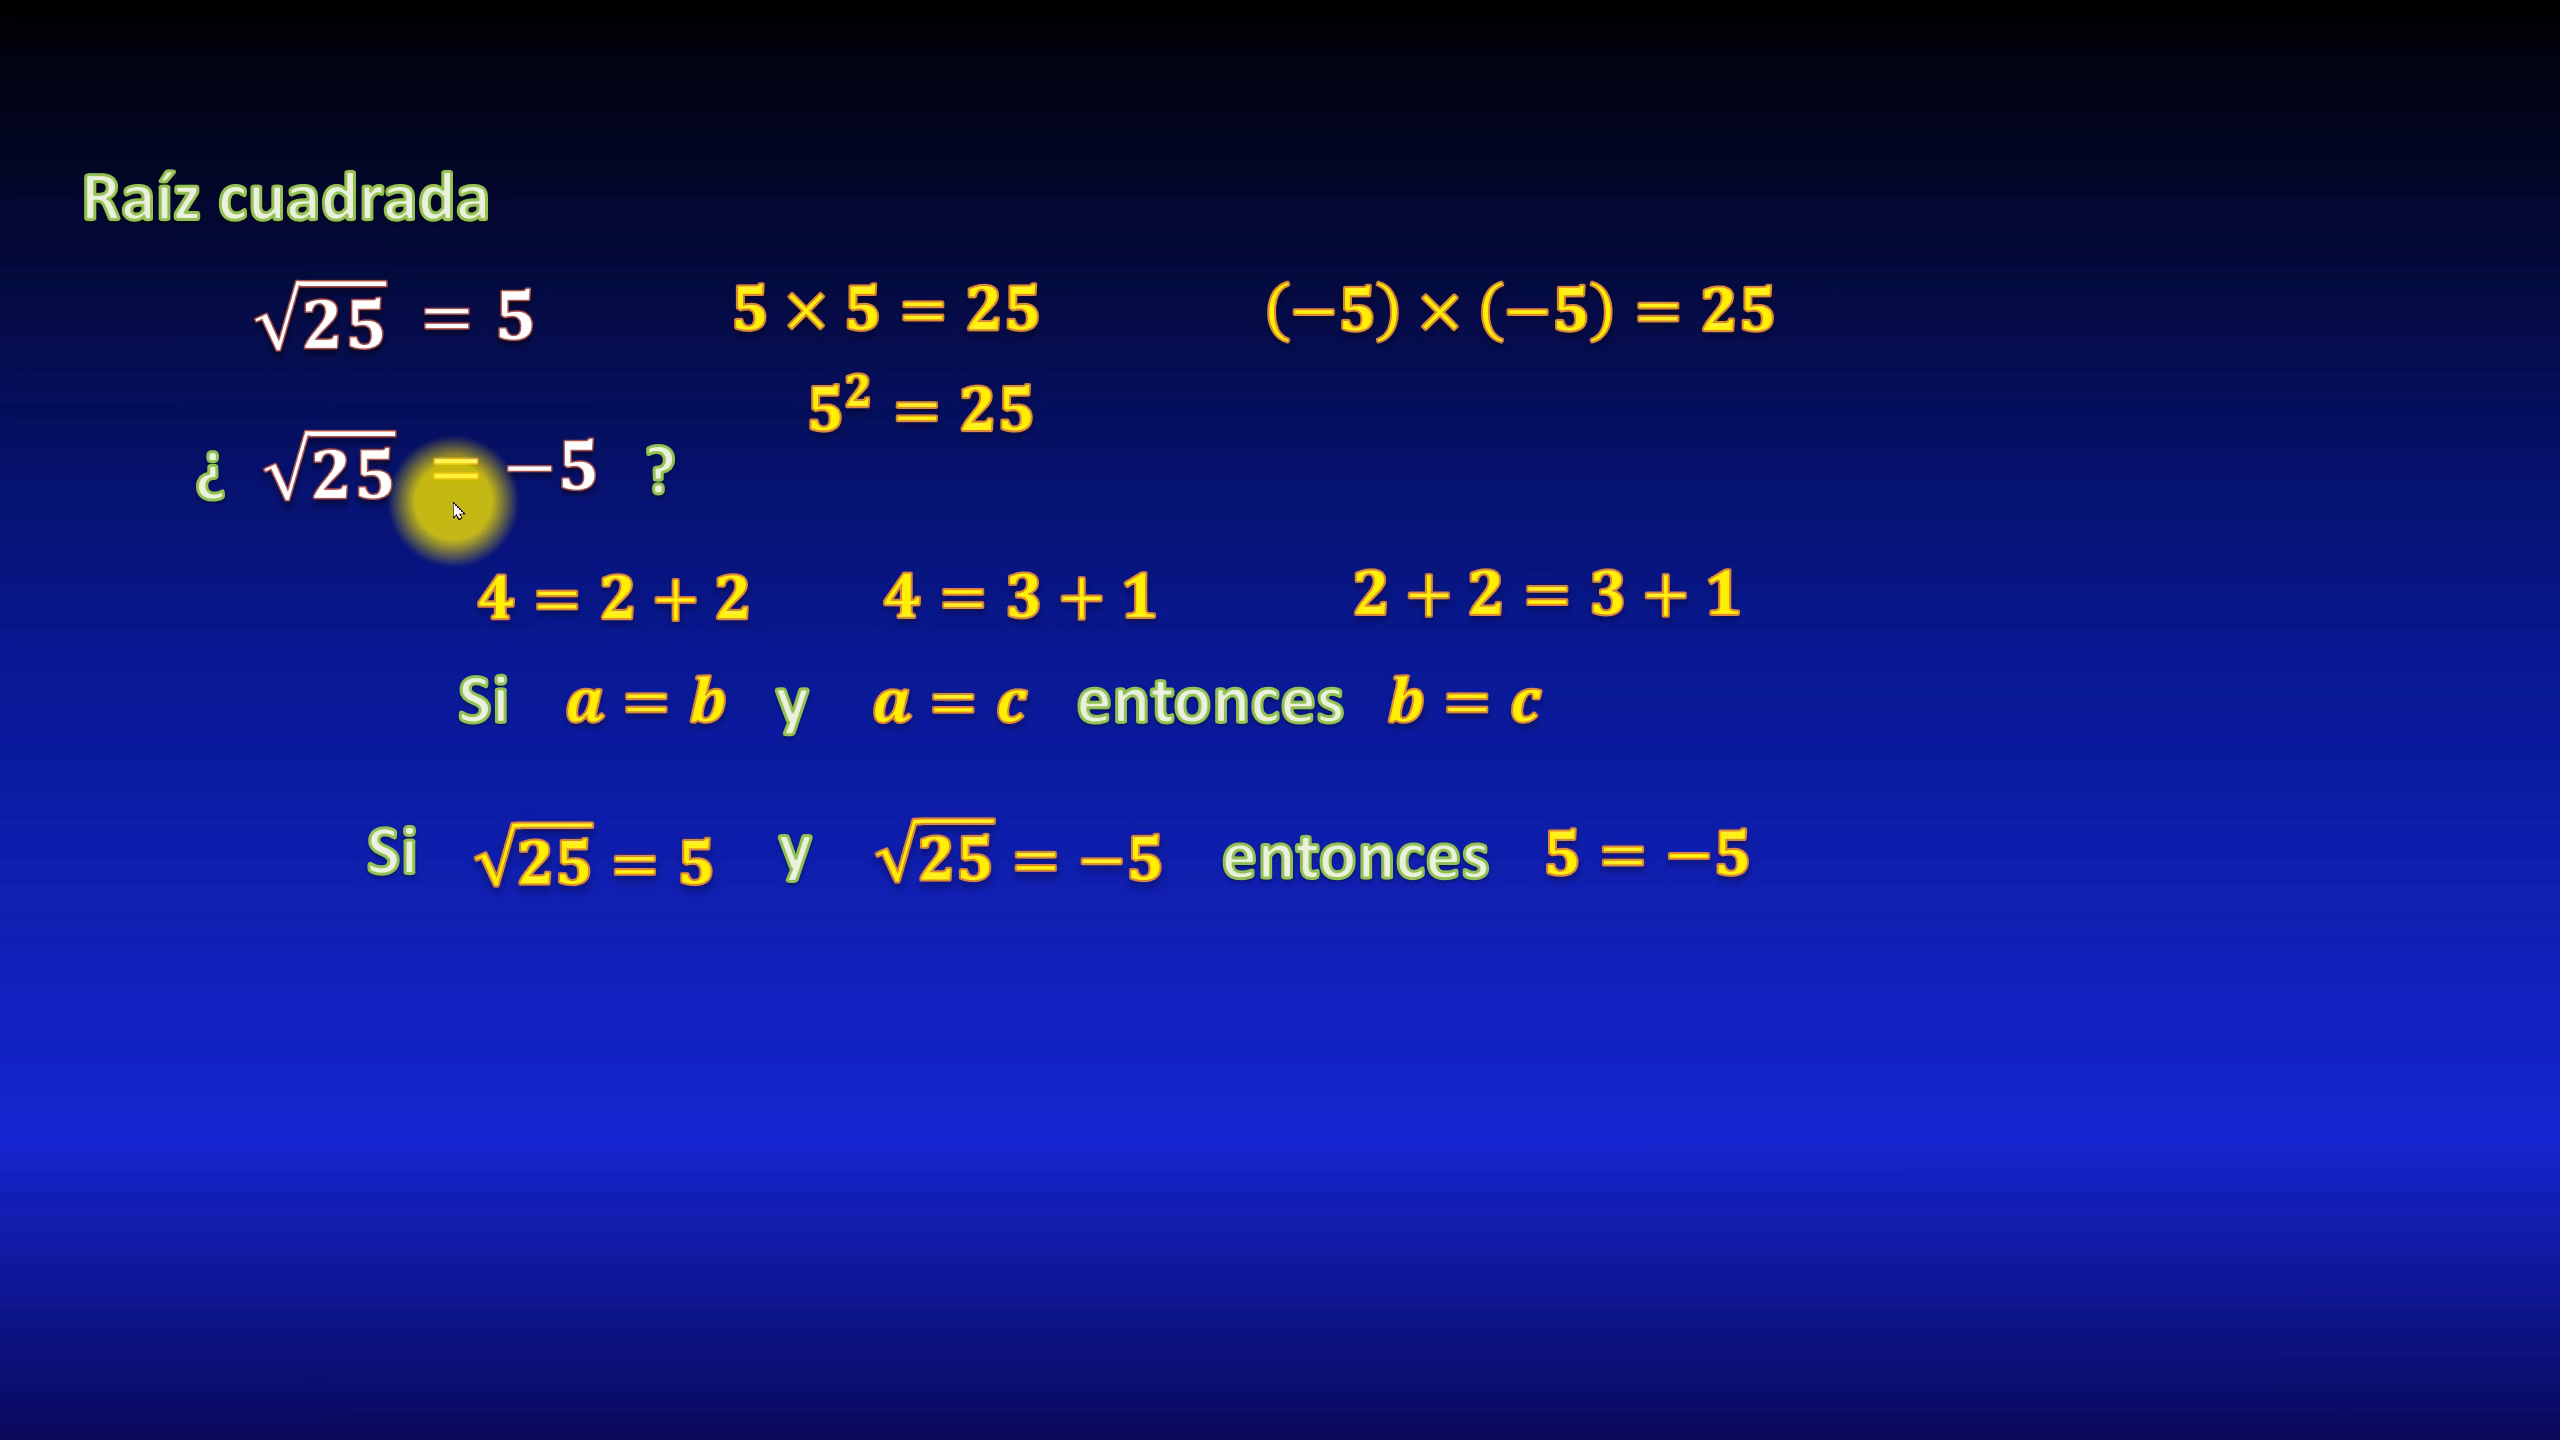 Raíz cuadrada
√25 = 5 5 × 5 = 25 (−5) × (−5) = 25
5² = 25
¿ √25 = −5 ?
4 = 2 + 2 4 = 3 + 1 2 + 2 = 3 + 1
Si a = b y a = c entonces b = c
Si √25 = 5 y √25 = −5 entonces 5 = −5